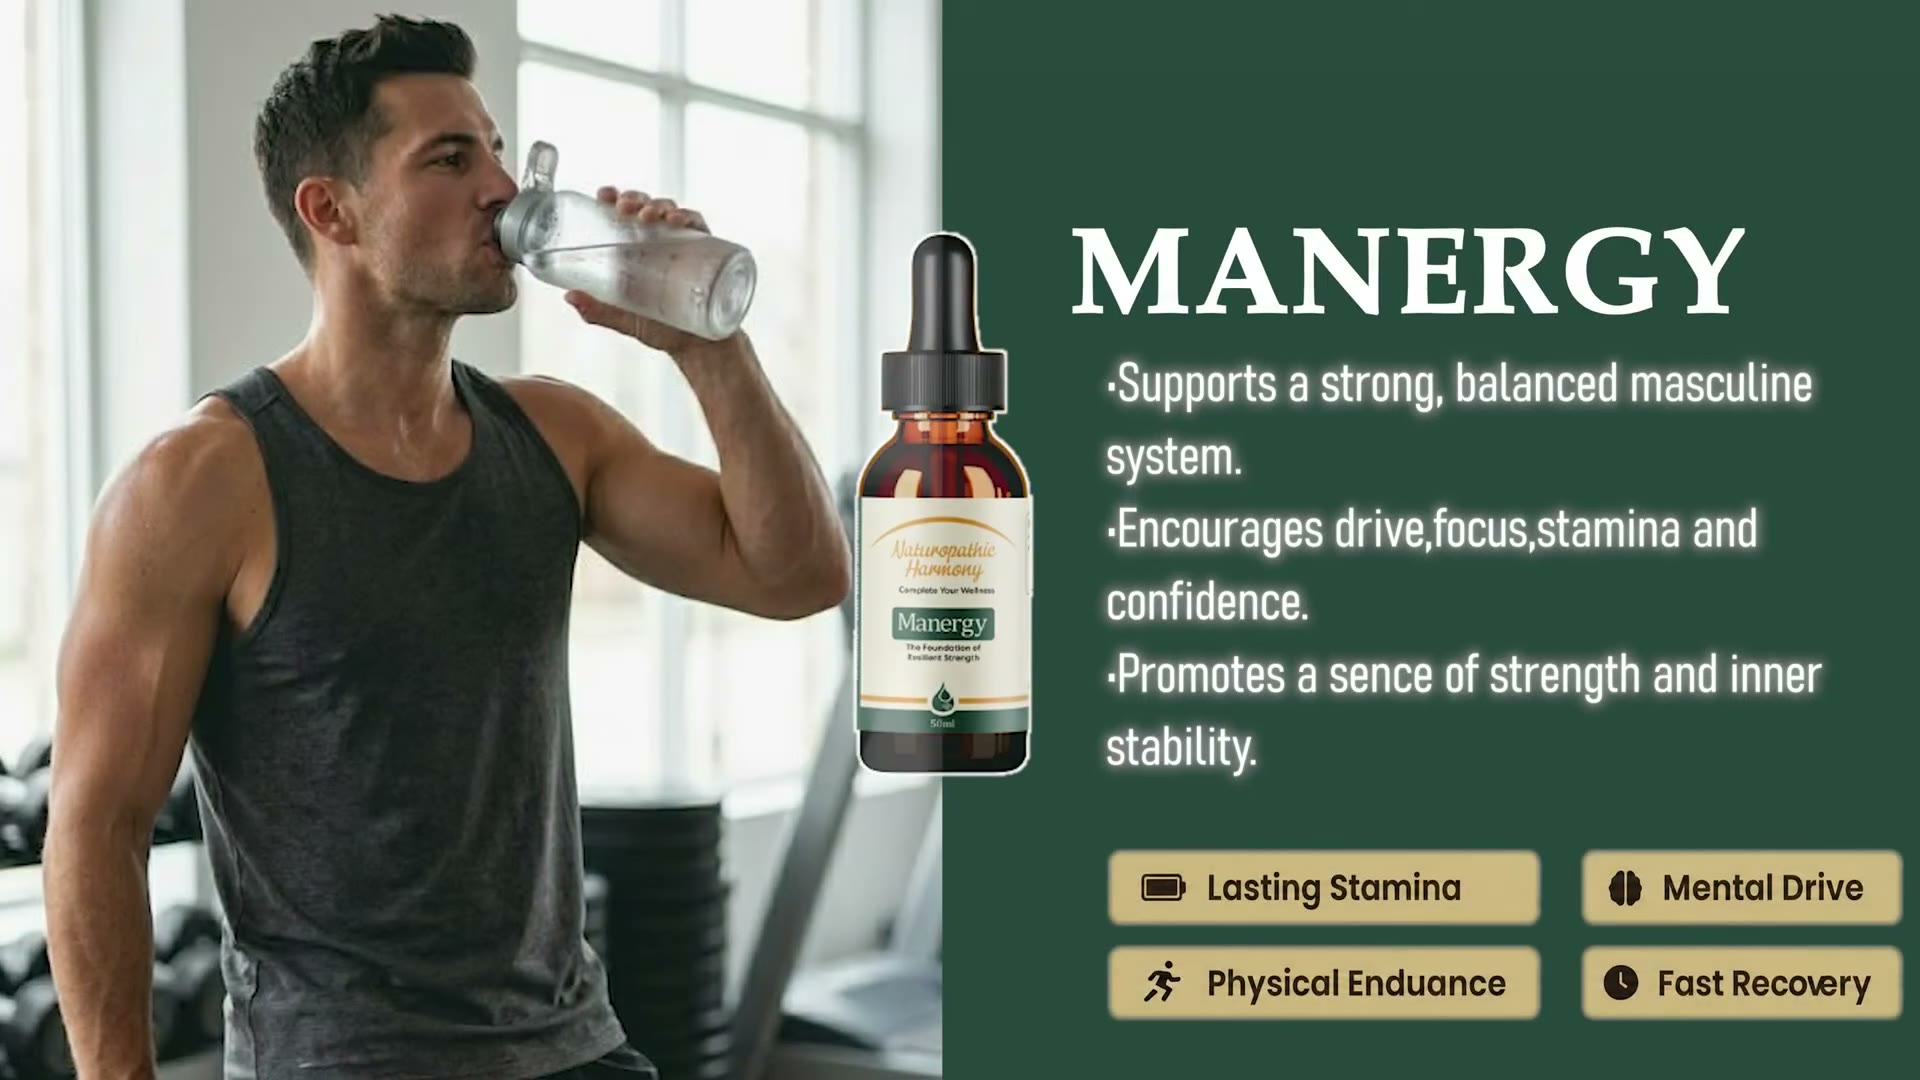 MANERGY
·Supports a strong, balanced masculine
system.
·Encourages drive,focus,stamina and
confidence.
·Promotes a sence of strength and inner
stability.
Naturopathic
Harmony
Complete Your Wellness
Manergy
The Foundation of
Resilient Strength
50ml
Lasting Stamina
Mental Drive
Physical Enduance
Fast Recovery